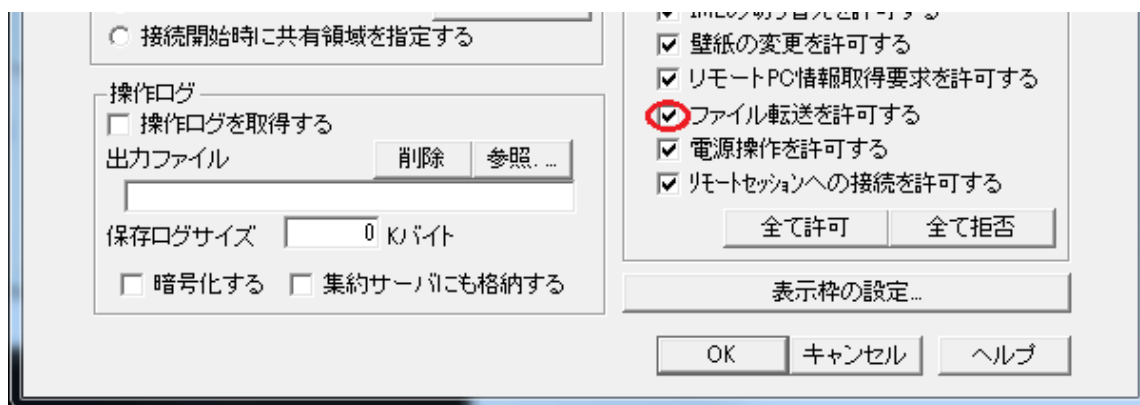 接続開始時に共有領域を指定する
操作ログ
操作ログを取得する
出力ファイル
削除
参照. ...
保存ログサイズ
0
Kバイト
暗号化する
集約サーバにも格納する
壁紙の変更を許可する
リモートPC情報取得要求を許可する
ファイル転送を許可する
電源操作を許可する
リモートセッションへの接続を許可する
全て許可
全て拒否
表示枠の設定...
OK
キャンセル
ヘルプ